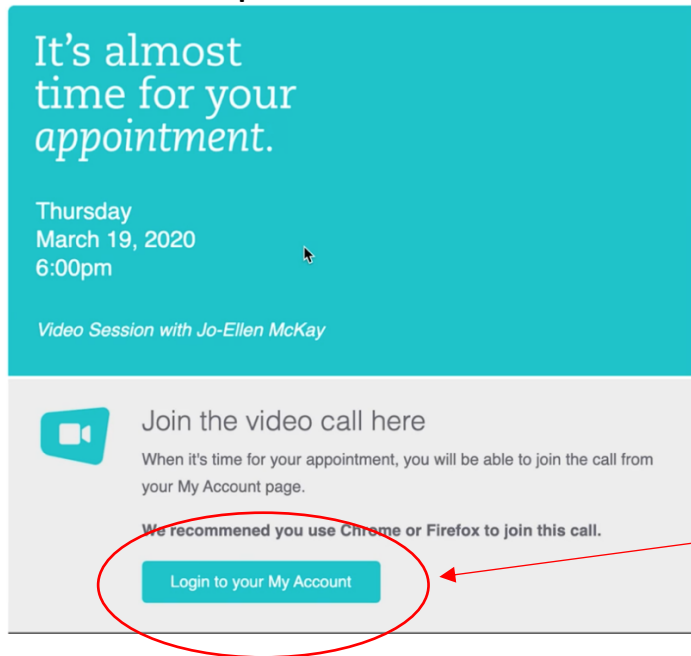 It's almost
time for your
appointment.
Thursday
March 19, 2020
6:00pm
Video Session with Jo-Ellen McKay
Join the video call here
When it's time for your appointment, you will be able to join the call from
your My Account page.
We recommened you use Chrome or Firefox to join this call.
Login to your My Account